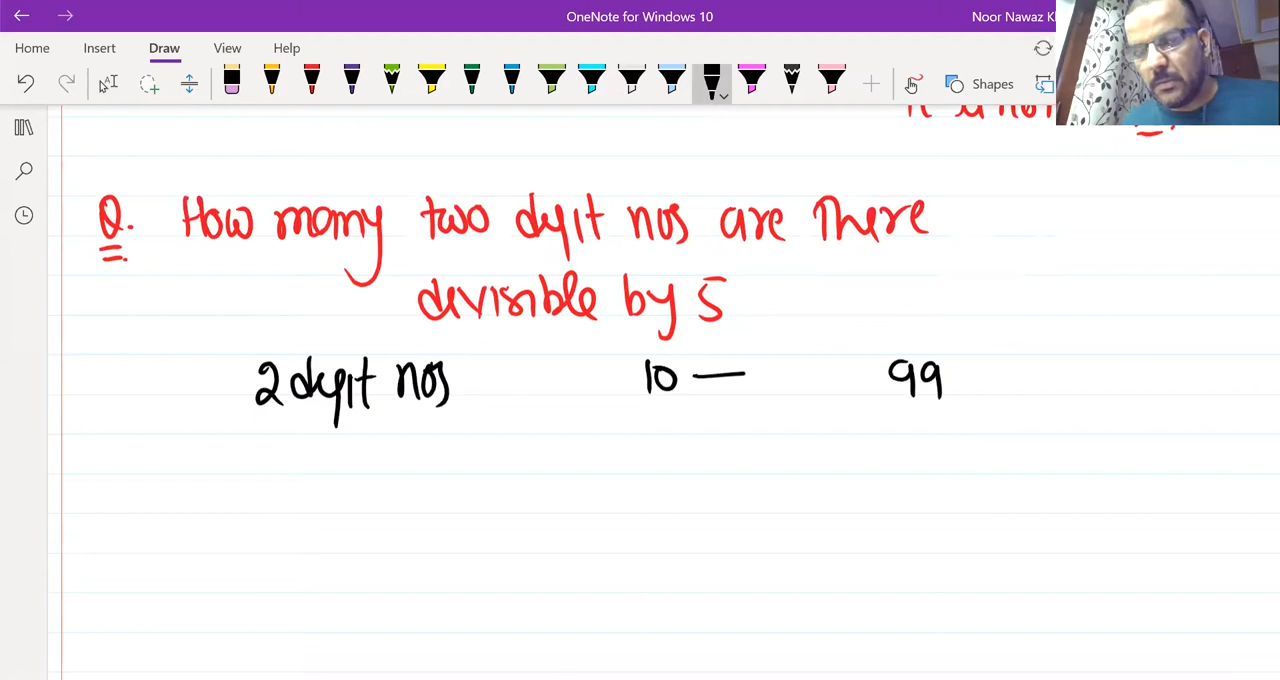 OneNote for Windows 10
Noor Nawaz
Home Insert Draw View Help
Shapes
Q. How many two digit nos are there
divisible by 5
2 digit nos 10 — 99